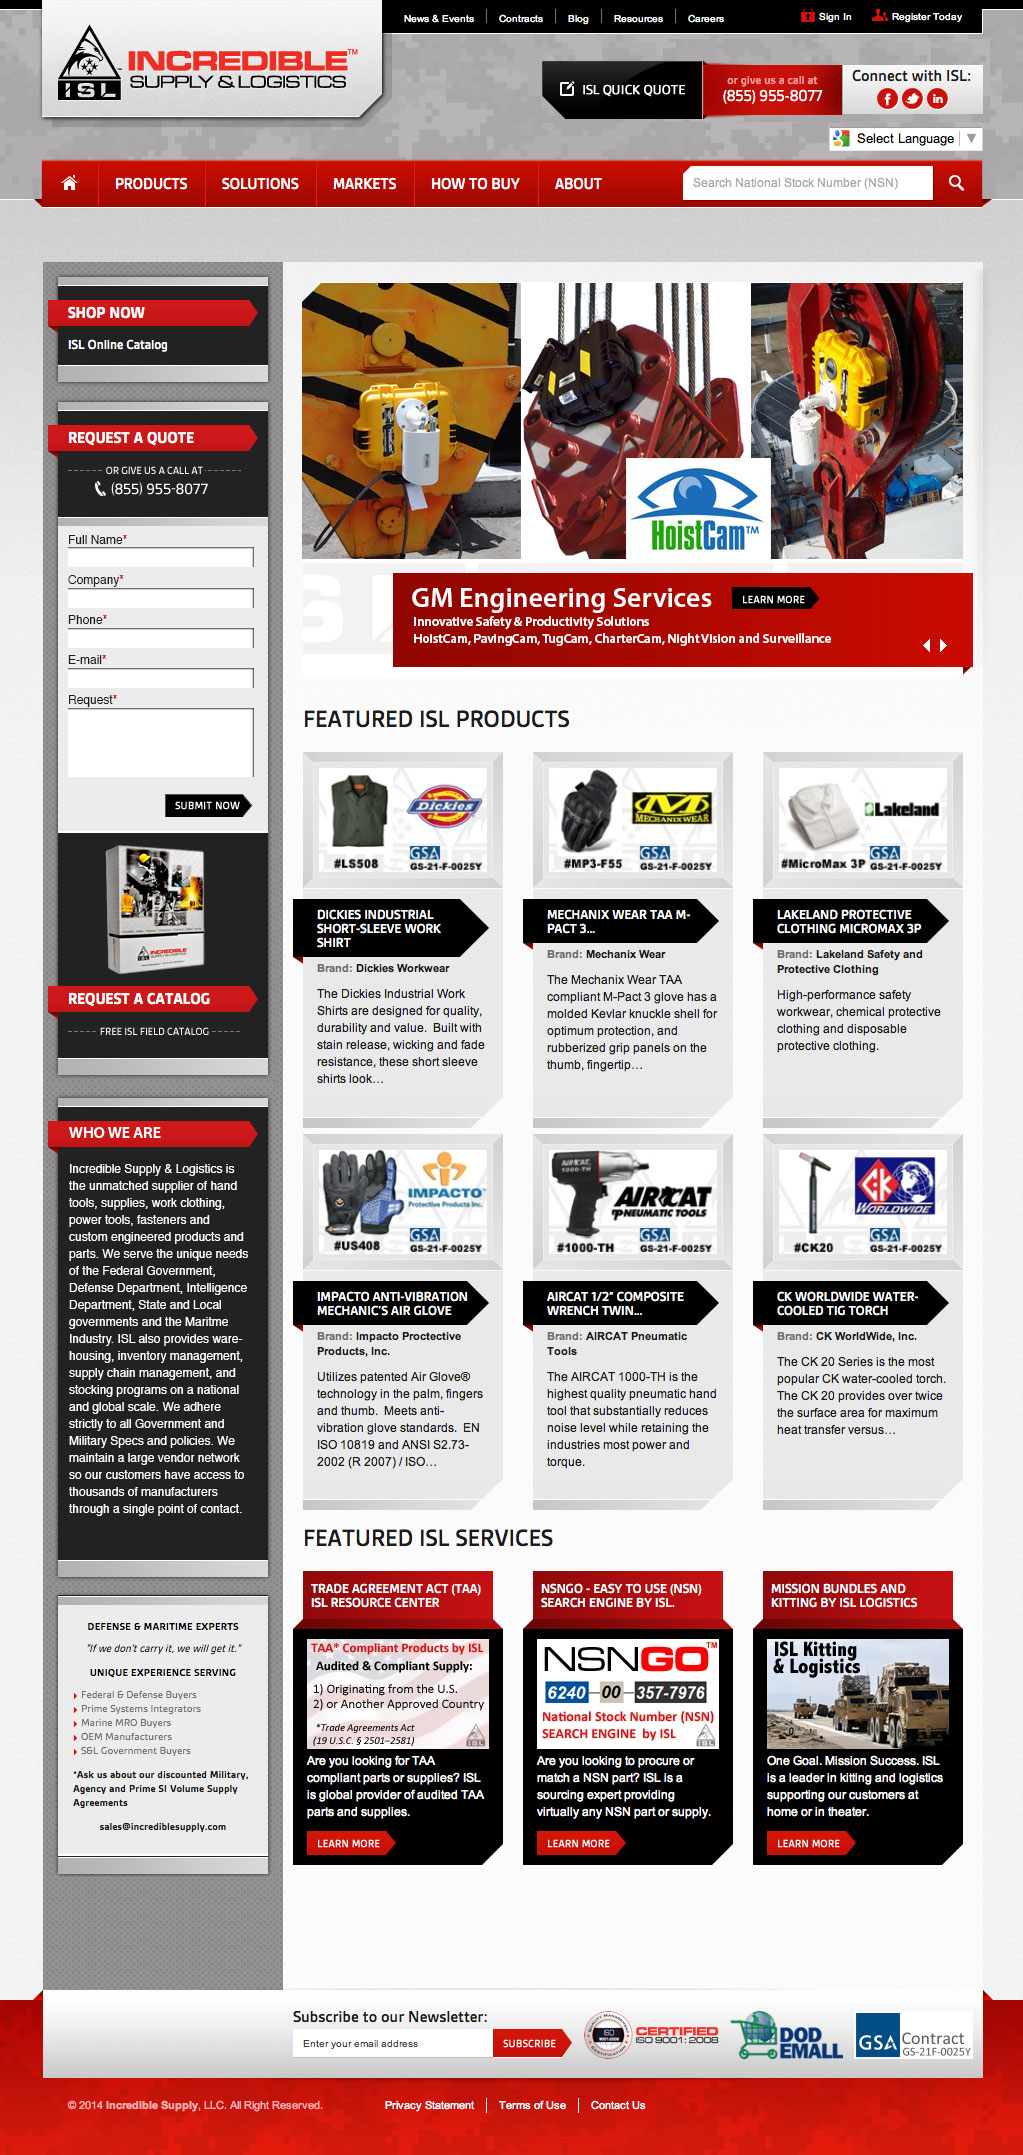 News & Events
Contracts
Blog
Resources
Careers
Sign In
Register Today
ISL
INCREDIBLE™
SUPPLY & LOGISTICS
ISL QUICK QUOTE
or give us a call at
(855) 955-8077
Connect with ISL:
Select Language
PRODUCTS
SOLUTIONS
MARKETS
HOW TO BUY
ABOUT
Search National Stock Number (NSN)
SHOP NOW
ISL Online Catalog
REQUEST A QUOTE
OR GIVE US A CALL AT
(855) 955-8077
Full Name*
Company*
Phone*
E-mail*
Request*
SUBMIT NOW
INCREDIBLE
REQUEST A CATALOG
FREE ISL FIELD CATALOG
WHO WE ARE
Incredible Supply & Logistics is
the unmatched supplier of hand
tools, supplies, work clothing,
power tools, fasteners and
custom engineered products and
parts. We serve the unique needs
of the Federal Government,
Defense Department, Intelligence
Department, State and Local
governments and the Maritme
Industry. ISL also provides ware-
housing, inventory management,
supply chain management, and
stocking programs on a national
and global scale. We adhere
strictly to all Government and
Military Specs and policies. We
maintain a large vendor network
so our customers have access to
thousands of manufacturers
through a single point of contact.
DEFENSE & MARITIME EXPERTS
"If we don't carry it, we will get it."
UNIQUE EXPERIENCE SERVING
Federal & Defense Buyers
Prime Systems Integrators
Marine MRO Buyers
OEM Manufacturers
S&L Government Buyers
*Ask us about our discounted Military,
Agency and Prime SI Volume Supply
Agreements
sales@incrediblesupply.com
HoistCam™
GM Engineering Services
LEARN MORE
Innovative Safety & Productivity Solutions
HoistCam, PavingCam, TugCam, CharterCam, Night Vision and Surveillance
FEATURED ISL PRODUCTS
Dickies
#LS508
GSA
GS-21-F-0025Y
DICKIES INDUSTRIAL
SHORT-SLEEVE WORK
SHIRT
Brand: Dickies Workwear
The Dickies Industrial Work
Shirts are designed for quality,
durability and value. Built with
stain release, wicking and fade
resistance, these short sleeve
shirts look…
MECHANIX WEAR
#MP3-F55
GSA
GS-21-F-0025Y
MECHANIX WEAR TAA M-
PACT 3...
Brand: Mechanix Wear
The Mechanix Wear TAA
compliant M-Pact 3 glove has a
molded Kevlar knuckle shell for
optimum protection, and
rubberized grip panels on the
thumb, fingertip…
Lakeland
#MicroMax 3P
GSA
GS-21-F-0025Y
LAKELAND PROTECTIVE
CLOTHING MICROMAX 3P
Brand: Lakeland Safety and
Protective Clothing
High-performance safety
workwear, chemical protective
clothing and disposable
protective clothing.
IMPACTO
Protective Products Inc.
#US408
GSA
GS-21-F-0025Y
IMPACTO ANTI-VIBRATION
MECHANIC'S AIR GLOVE
Brand: Impacto Proctective
Products, Inc.
Utilizes patented Air Glove®
technology in the palm, fingers
and thumb. Meets anti-
vibration glove standards. EN
ISO 10819 and ANSI S2.73-
2002 (R 2007) / ISO…
AIRCAT
1000-TH
AIRCAT
PNEUMATIC TOOLS
#1000-TH
GSA
GS-21-F-0025Y
AIRCAT 1/2" COMPOSITE
WRENCH TWIN...
Brand: AIRCAT Pneumatic
Tools
The AIRCAT 1000-TH is the
highest quality pneumatic hand
tool that substantially reduces
noise level while retaining the
industries most power and
torque.
CK
WORLDWIDE
#CK20
GSA
GS-21-F-0025Y
CK WORLDWIDE WATER-
COOLED TIG TORCH
Brand: CK WorldWide, Inc.
The CK 20 Series is the most
popular CK water-cooled torch.
The CK 20 provides over twice
the surface area for maximum
heat transfer versus…
FEATURED ISL SERVICES
TRADE AGREEMENT ACT (TAA)
ISL RESOURCE CENTER
TAA* Compliant Products by ISL
Audited & Compliant Supply:
1) Originating from the U.S.
2) or Another Approved Country
*Trade Agreements Act
(19 U.S.C. § 2501–2581)
ISL
Are you looking for TAA
compliant parts or supplies? ISL
is global provider of audited TAA
parts and supplies.
LEARN MORE
NSNGO - EASY TO USE (NSN)
SEARCH ENGINE BY ISL.
NSNGO™
6240 — 00 — 357-7976
National Stock Number (NSN)
SEARCH ENGINE by ISL
ISL
Are you looking to procure or
match a NSN part? ISL is a
sourcing expert providing
virtually any NSN part or supply.
LEARN MORE
MISSION BUNDLES AND
KITTING BY ISL LOGISTICS
ISL Kitting
& Logistics
One Goal. Mission Success. ISL
is a leader in kitting and logistics
supporting our customers at
home or in theater.
LEARN MORE
Subscribe to our Newsletter:
Enter your email address
SUBSCRIBE
ISO
9001:2008
CERTIFIED
ISO 9001: 2008
DOD
EMALL
GSA
Contract
GS-21F-0025Y
© 2014 Incredible Supply, LLC. All Right Reserved.
Privacy Statement
Terms of Use
Contact Us